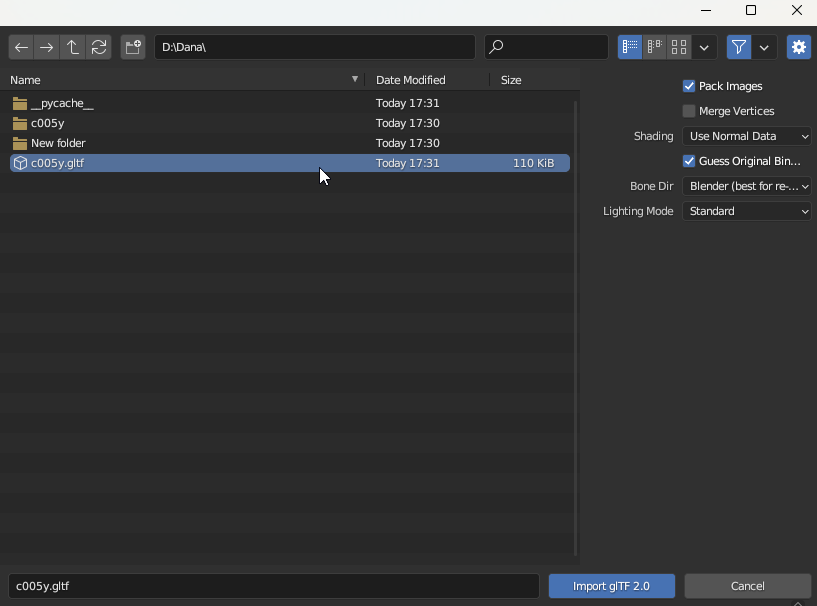 D:\Dana\
Name Date Modified Size
__pycache__ Today 17:31
c005y Today 17:30
New folder Today 17:30
c005y.gltf Today 17:31 110 KiB
Pack Images
Merge Vertices
Shading Use Normal Data
Guess Original Bin...
Bone Dir Blender (best for re-...
Lighting Mode Standard
c005y.gltf Import glTF 2.0 Cancel